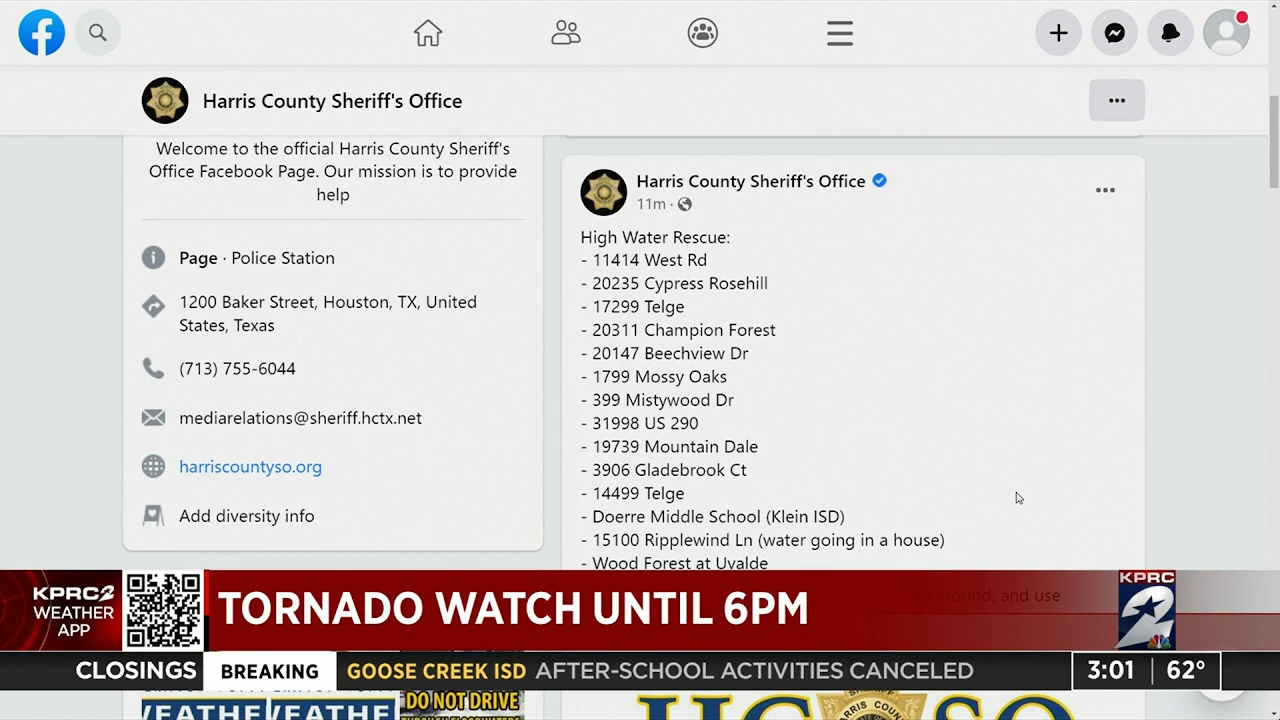 Harris County Sheriff's Office
Welcome to the official Harris County Sheriff's
Office Facebook Page. Our mission is to provide
help
Page · Police Station
1200 Baker Street, Houston, TX, United
States, Texas
(713) 755-6044
mediarelations@sheriff.hctx.net
harriscountyso.org
Add diversity info
Harris County Sheriff's Office
11m ·
High Water Rescue:
- 11414 West Rd
- 20235 Cypress Rosehill
- 17299 Telge
- 20311 Champion Forest
- 20147 Beechview Dr
- 1799 Mossy Oaks
- 399 Mistywood Dr
- 31998 US 290
- 19739 Mountain Dale
- 3906 Gladebrook Ct
- 14499 Telge
- Doerre Middle School (Klein ISD)
- 15100 Ripplewind Ln (water going in a house)
- Wood Forest at Uvalde
around, and use
KPRC2
WEATHER
APP
TORNADO WATCH UNTIL 6PM
KPRC
2
CLOSINGS
BREAKING
GOOSE CREEK ISD AFTER-SCHOOL ACTIVITIES CANCELED
3:01
62°
DO NOT DRIVE